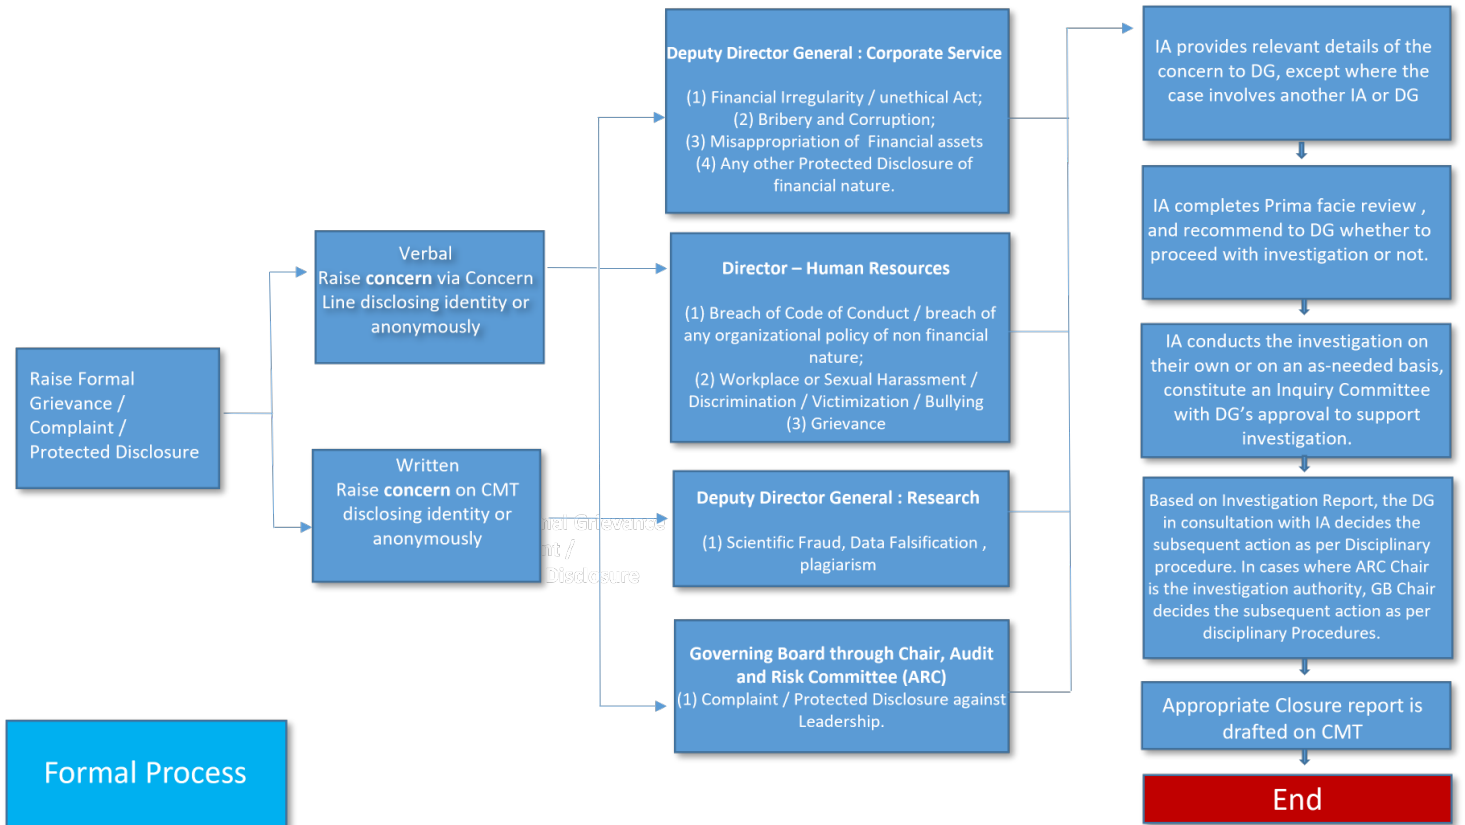 Raise Formal
Grievance /
Complaint /
Protected Disclosure
Verbal
Raise concern via Concern
Line disclosing identity or
anonymously
Written
Raise concern on CMT
disclosing identity or
anonymously
Grievance
/
Disclosure
Deputy Director General : Corporate Service
(1) Financial Irregularity / unethical Act;
(2) Bribery and Corruption;
(3) Misappropriation of Financial assets
(4) Any other Protected Disclosure of
financial nature.
Director – Human Resources
(1) Breach of Code of Conduct / breach of
any organizational policy of non financial
nature;
(2) Workplace or Sexual Harassment /
Discrimination / Victimization / Bullying
(3) Grievance
Deputy Director General : Research
(1) Scientific Fraud, Data Falsification ,
plagiarism
Governing Board through Chair, Audit
and Risk Committee (ARC)
(1) Complaint / Protected Disclosure against
Leadership.
IA provides relevant details of the
concern to DG, except where the
case involves another IA or DG
IA completes Prima facie review ,
and recommend to DG whether to
proceed with investigation or not.
IA conducts the investigation on
their own or on an as-needed basis,
constitute an Inquiry Committee
with DG’s approval to support
investigation.
Based on Investigation Report, the DG
in consultation with IA decides the
subsequent action as per Disciplinary
procedure. In cases where ARC Chair
is the investigation authority, GB Chair
decides the subsequent action as per
disciplinary Procedures.
Appropriate Closure report is
drafted on CMT
End
Formal Process